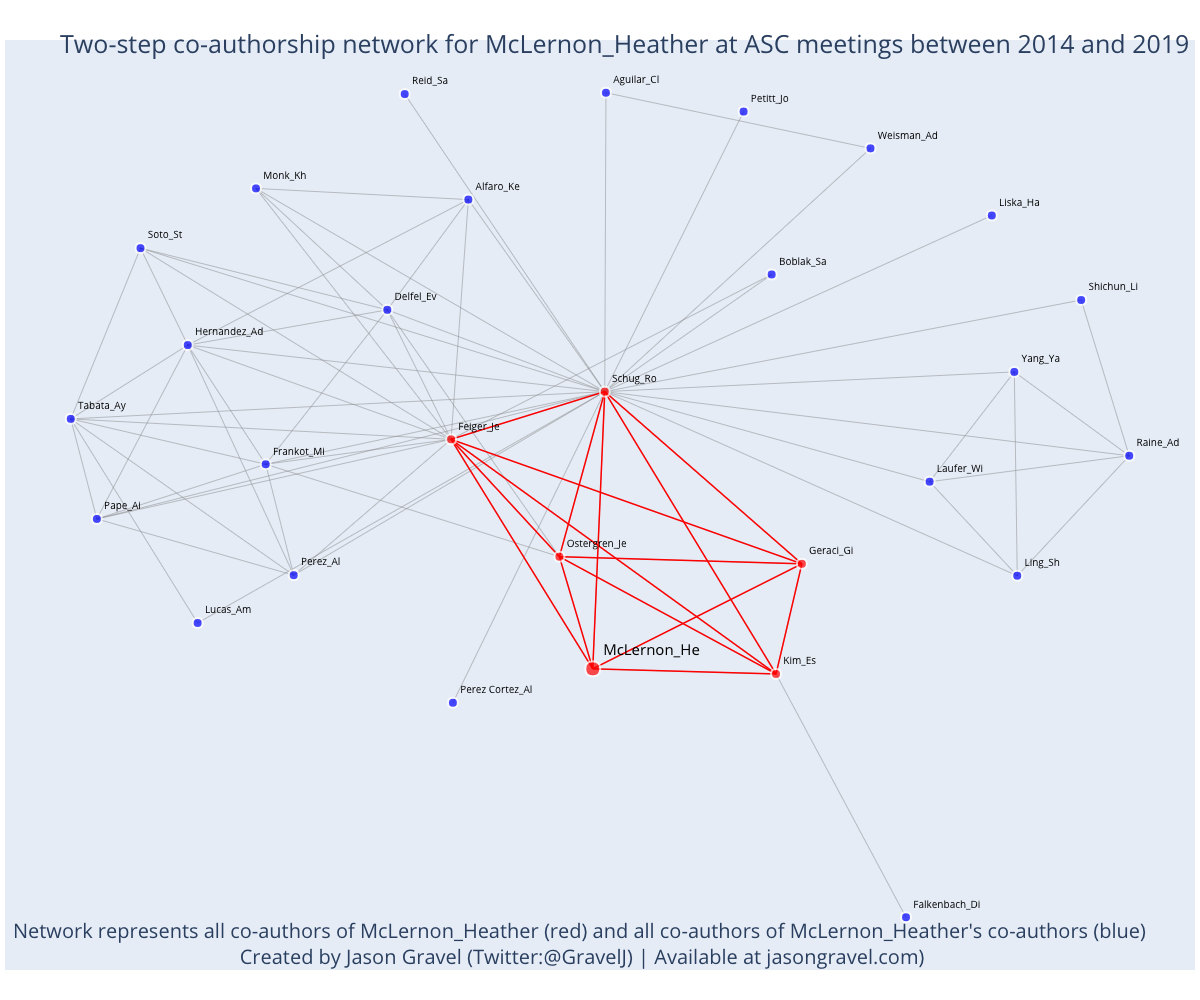 Two-step co-authorship network for McLernon_Heather at ASC meetings between 2014 and 2019
Reid_Sa
Aguilar_Cl
Petitt_Jo
Weisman_Ad
Monk_Kh
Alfaro_Ke
Liska_Ha
Soto_St
Boblak_Sa
Delfel_Ev
Shichun_Li
Hernandez_Ad
Yang_Ya
Schug_Ro
Tabata_Ay
Feiger_Je
Raine_Ad
Frankot_Mi
Laufer_Wi
Pape_Al
Ostergren_Je
Geraci_Gi
Perez_Al
Ling_Sh
Lucas_Am
McLernon_He
Kim_Es
Perez Cortez_Al
Falkenbach_Di
Network represents all co-authors of McLernon_Heather (red) and all co-authors of McLernon_Heather's co-authors (blue)
Created by Jason Gravel (Twitter:@GravelJ) | Available at jasongravel.com)